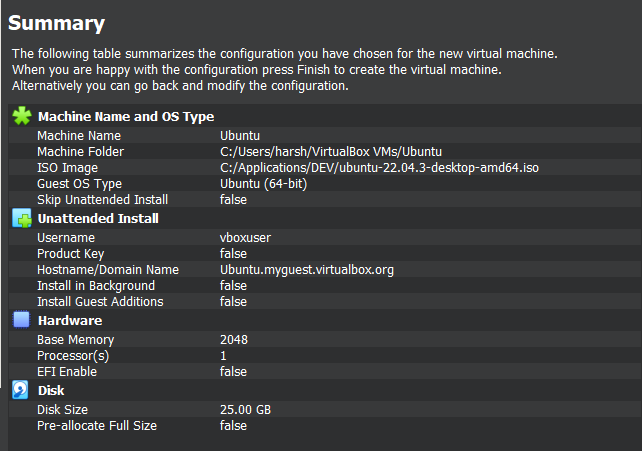 Summary
The following table summarizes the configuration you have chosen for the new virtual machine.
When you are happy with the configuration press Finish to create the virtual machine.
Alternatively you can go back and modify the configuration.
Machine Name and OS Type
Machine Name Ubuntu
Machine Folder C:/Users/harsh/VirtualBox VMs/Ubuntu
ISO Image C:/Applications/DEV/ubuntu-22.04.3-desktop-amd64.iso
Guest OS Type Ubuntu (64-bit)
Skip Unattended Install false
Unattended Install
Username vboxuser
Product Key false
Hostname/Domain Name Ubuntu.myguest.virtualbox.org
Install in Background false
Install Guest Additions false
Hardware
Base Memory 2048
Processor(s) 1
EFI Enable false
Disk
Disk Size 25.00 GB
Pre-allocate Full Size false